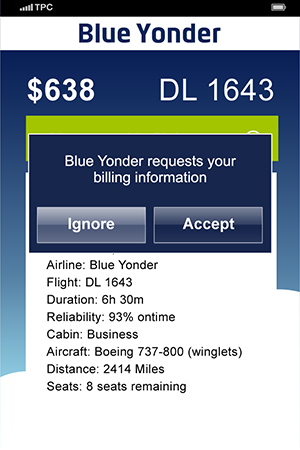 TPC
Blue Yonder
$638 DL 1643
Blue Yonder requests your
billing information
Ignore Accept
Airline: Blue Yonder
Flight: DL 1643
Duration: 6h 30m
Reliability: 93% ontime
Cabin: Business
Aircraft: Boeing 737-800 (winglets)
Distance: 2414 Miles
Seats: 8 seats remaining